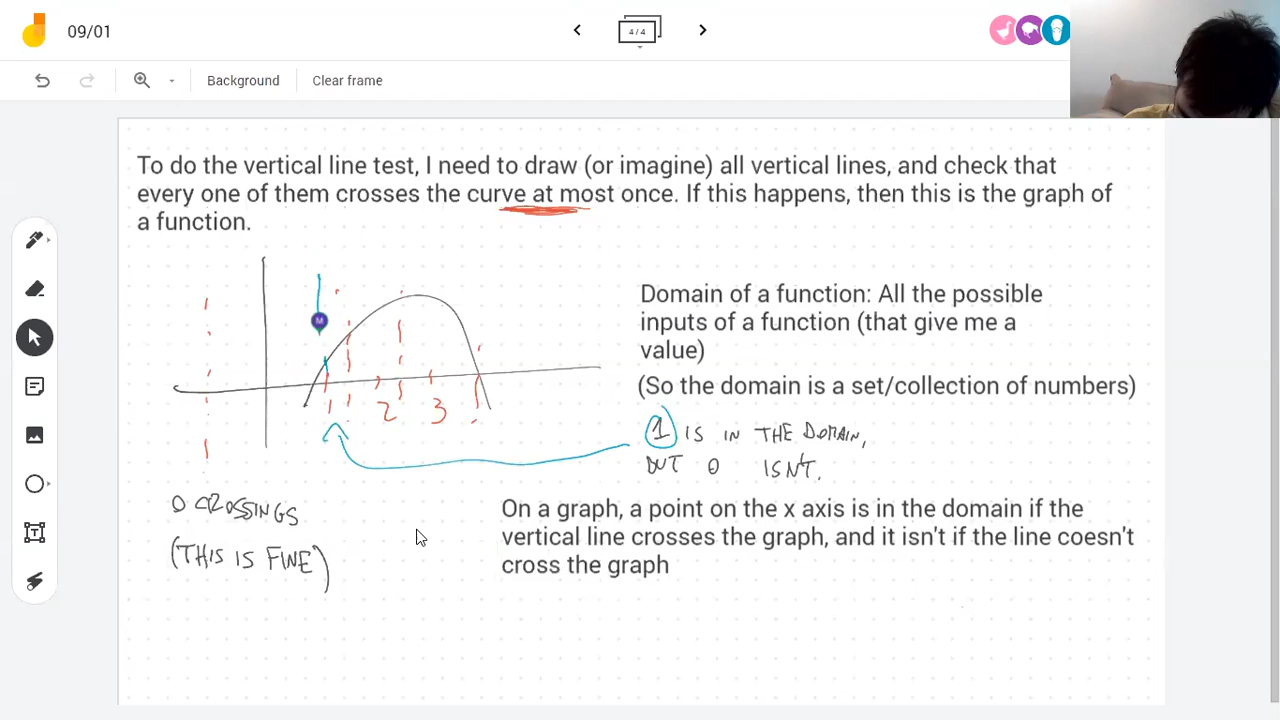 09/01
4/4
Background
Clear frame
To do the vertical line test, I need to draw (or imagine) all vertical lines, and check that
every one of them crosses the curve at most once. If this happens, then this is the graph of
a function.
M
Domain of a function: All the possible
inputs of a function (that give me a
value)
(So the domain is a set/collection of numbers)
1 2 3
1 IS IN THE DOMAIN,
BUT 0 ISN'T.
0 CROSSINGS
(THIS IS FINE)
On a graph, a point on the x axis is in the domain if the
vertical line crosses the graph, and it isn't if the line coesn't
cross the graph